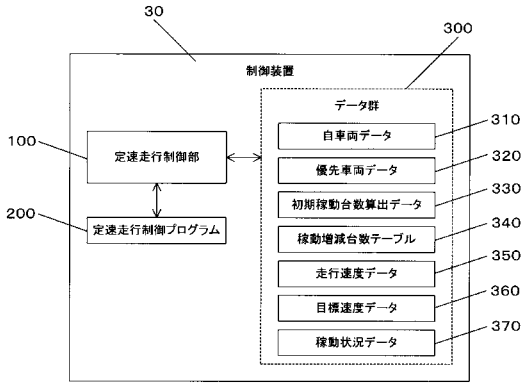 30
300
制御装置
データ群
100
定速走行制御部
200
定速走行制御プログラム
自車両データ
310
優先車両データ
320
初期稼動台数算出データ
330
稼動増減台数テーブル
340
走行速度データ
350
目標速度データ
360
稼動状況データ
370